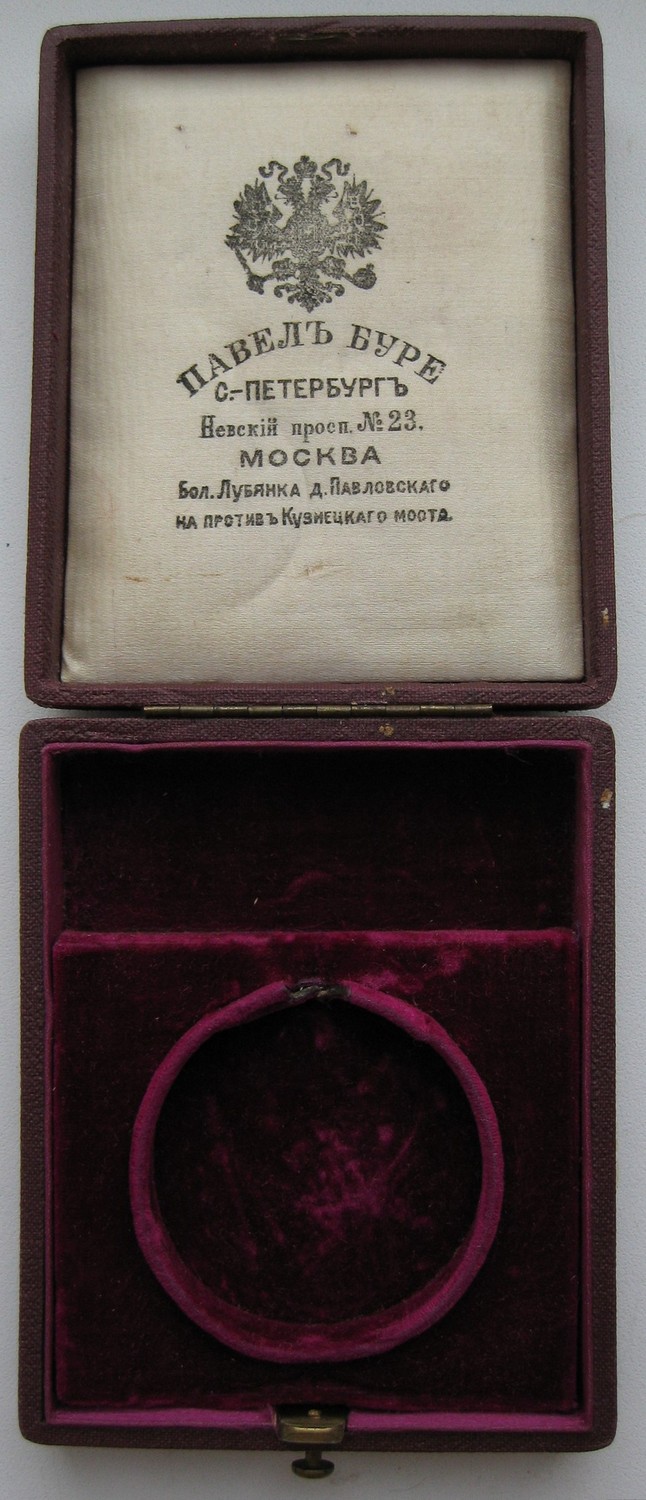 ПАВЕЛЪ БУРЕ
С.-ПЕТЕРБУРГЪ
Невскій просп. № 23.
МОСКВА
Бол. Лубянка д. Павловскаго
на противъ Кузнецкаго моста.